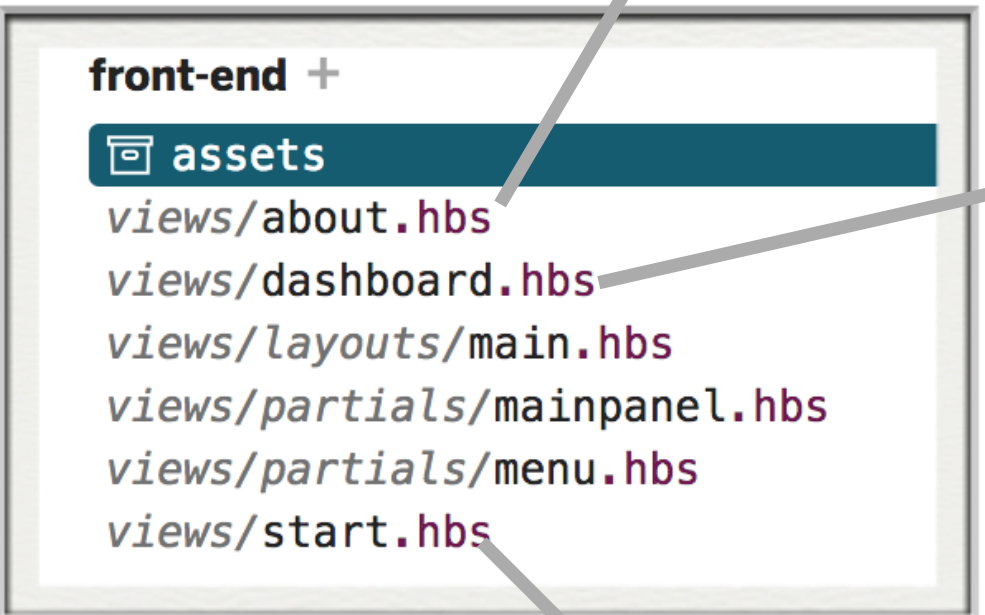 front-end +
assets
views/about.hbs
views/dashboard.hbs
views/layouts/main.hbs
views/partials/mainpanel.hbs
views/partials/menu.hbs
views/start.hbs